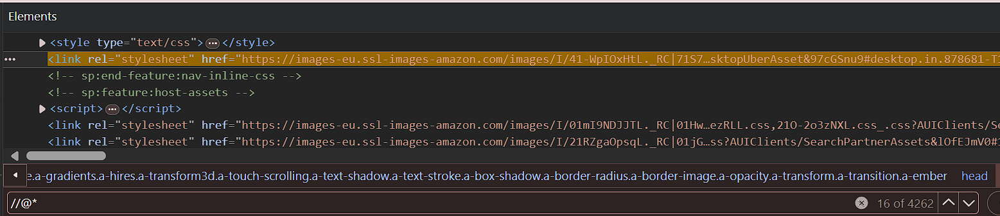 Elements
<style type="text/css">…</style>
<link rel="stylesheet" href="https://images-eu.ssl-images-amazon.com/images/I/41-WpIOxHtL._RC|71S7…sktopUberAsset&97cGSnu9#desktop.in.878681-T1
<!-- sp:end-feature:nav-inline-css -->
<!-- sp:feature:host-assets -->
<script>…</script>
<link rel="stylesheet" href="https://images-eu.ssl-images-amazon.com/images/I/01mI9NDJJTL._RC|01Hw…ezRLL.css,21O-2o3zNXL.css_.css?AUIClients/Se
<link rel="stylesheet" href="https://images-eu.ssl-images-amazon.com/images/I/21RZgaOpsqL._RC|01jG…ss?AUIClients/SearchPartnerAssets&lOfEJmV0#1
e.a-gradients.a-hires.a-transform3d.a-touch-scrolling.a-text-shadow.a-text-stroke.a-box-shadow.a-border-radius.a-border-image.a-opacity.a-transform.a-transition.a-ember head
//@* 16 of 4262